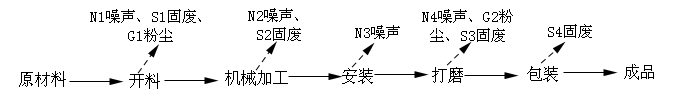 N1噪声、S1固废、
G1粉尘
N2噪声、
S2固废
N3噪声
N4噪声、G2粉
尘、S3固废
S4固废
原材料
开料
机械加工
安装
打磨
包装
成品